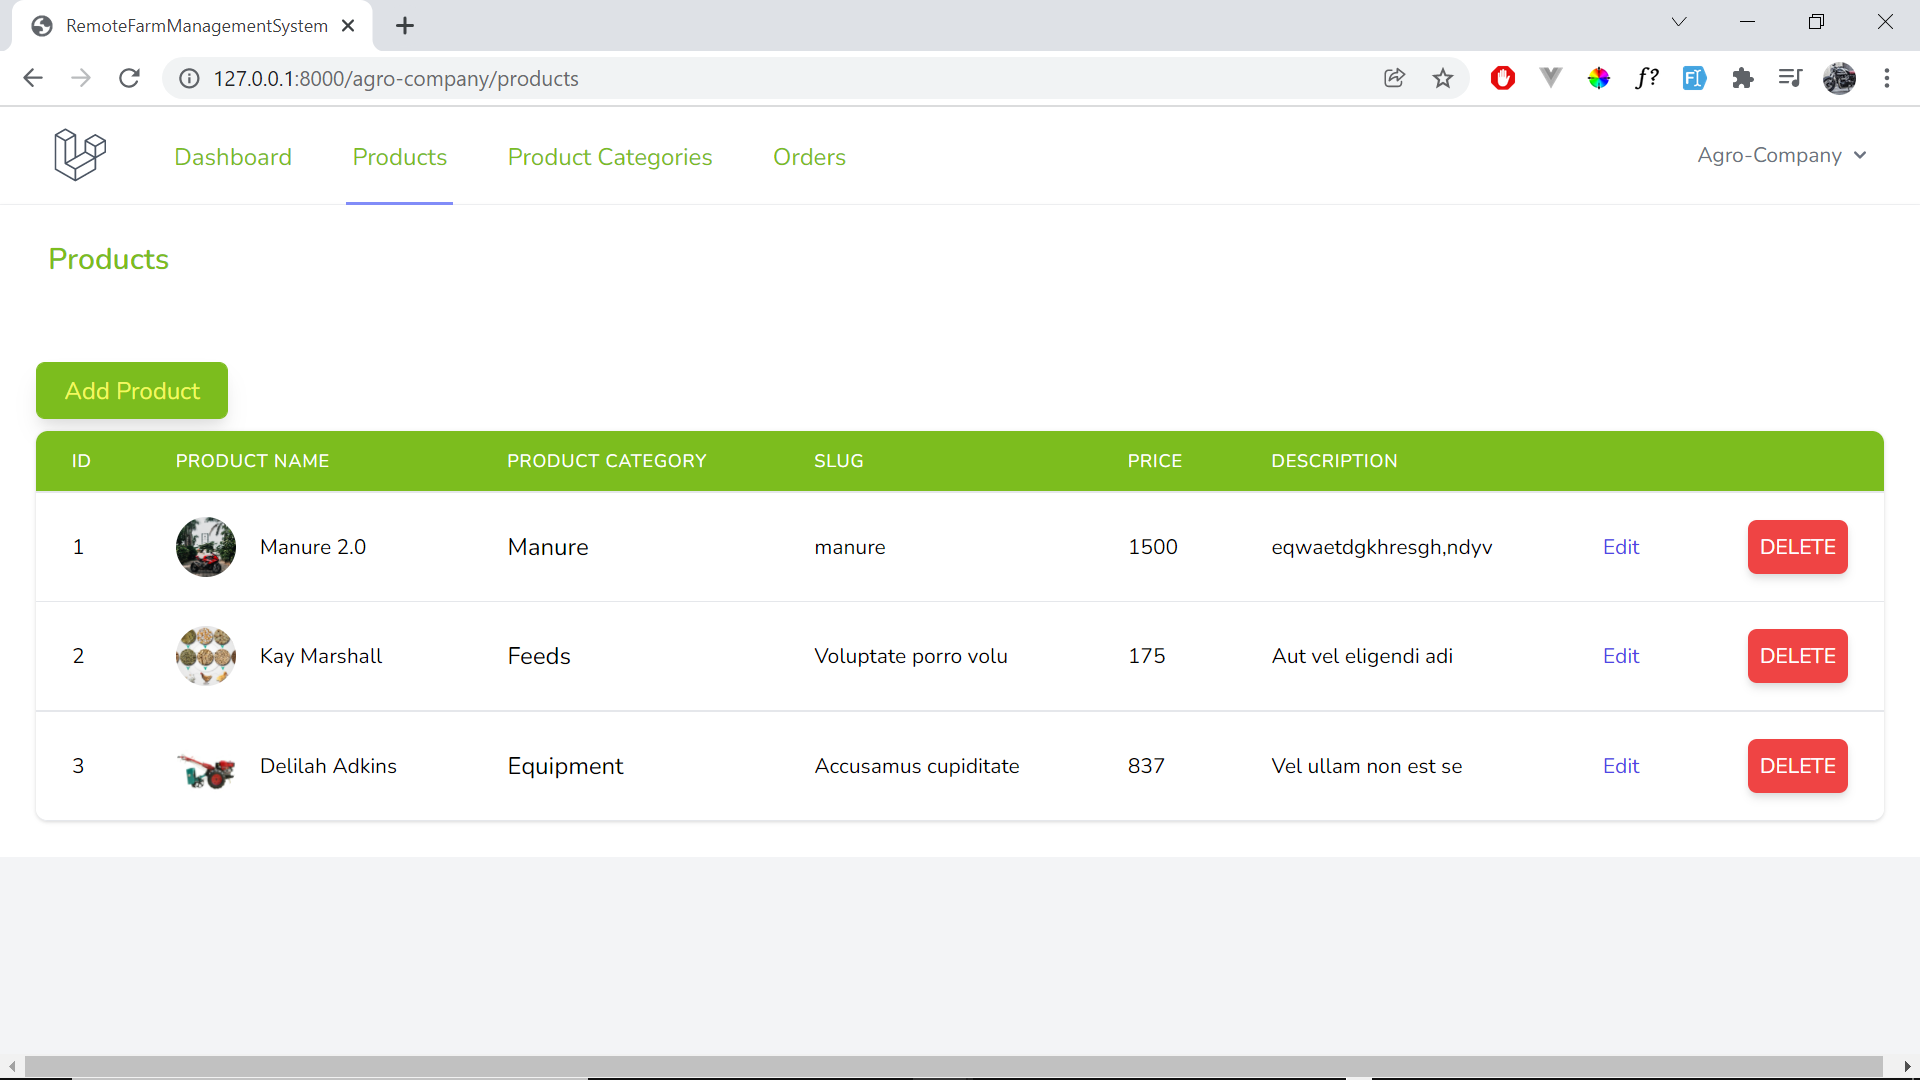 RemoteFarmManagementSystem
127.0.0.1:8000/agro-company/products
f?
Dashboard Products Product Categories Orders Agro-Company
Products
Add Product
ID PRODUCT NAME PRODUCT CATEGORY SLUG PRICE DESCRIPTION
1 Manure 2.0 Manure manure 1500 eqwaetdgkhresgh,ndyv Edit DELETE
2 Kay Marshall Feeds Voluptate porro volu 175 Aut vel eligendi adi Edit DELETE
3 Delilah Adkins Equipment Accusamus cupiditate 837 Vel ullam non est se Edit DELETE